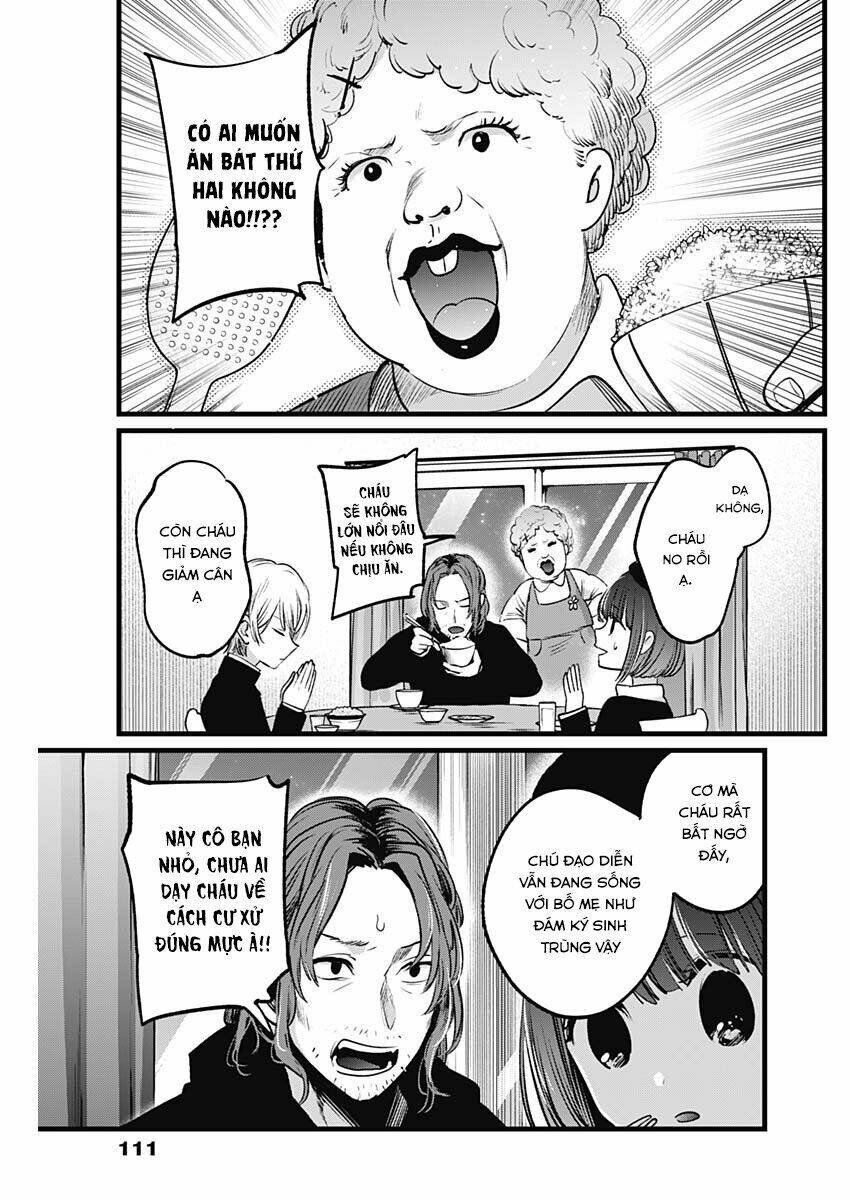 CÓ AI MUỐN
ĂN BÁT THỨ
HAI KHÔNG
NÀO!!??
DẠ
KHÔNG,
CHÁU
NO RỒI
Ạ.
CHÁU
SẼ KHÔNG
LỚN NỔI ĐÂU
NẾU KHÔNG
CHỊU ĂN.
CÒN CHÁU
THÌ ĐANG
GIẢM CÂN
Ạ
CƠ MÀ
CHÁU RẤT
BẤT NGỜ
ĐẤY,
CHÚ ĐẠO DIỄN
VẪN ĐANG SỐNG
VỚI BỐ MẸ NHƯ
ĐÁM KÝ SINH
TRÙNG VẬY
NÀY CÔ BẠN
NHỎ, CHƯA AI
DẠY CHÁU VỀ
CÁCH CƯ XỬ
ĐÚNG MỰC À!!
111